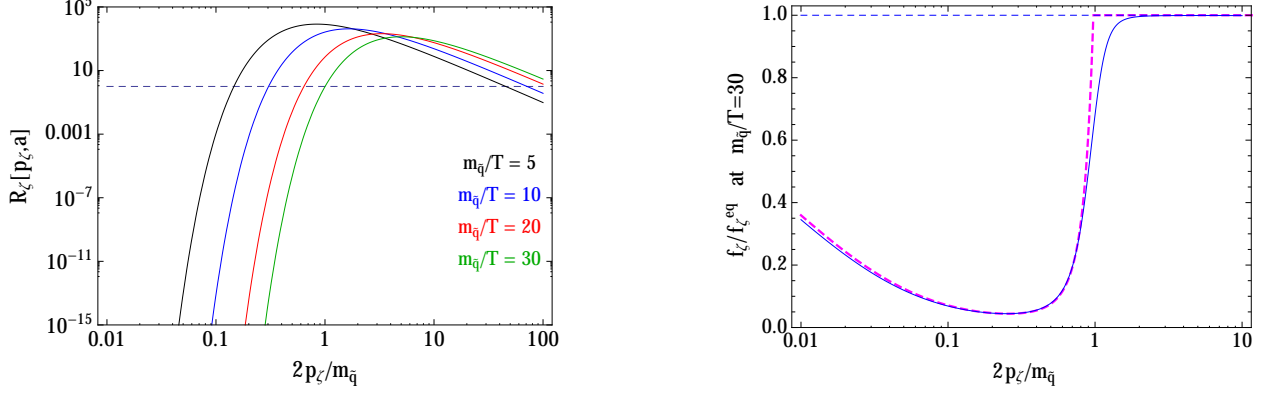 R_ζ[p_ζ,a]
10^5
10
0.001
10^-7
10^-11
10^-15
m_q̃/T = 5
m_q̃/T = 10
m_q̃/T = 20
m_q̃/T = 30
0.01 0.1 1 10 100
2p_ζ/m_q̃
f_ζ/f_ζ^eq at m_q̃/T=30
1.0
0.8
0.6
0.4
0.2
0.0
0.01 0.1 1 10
2p_ζ/m_q̃